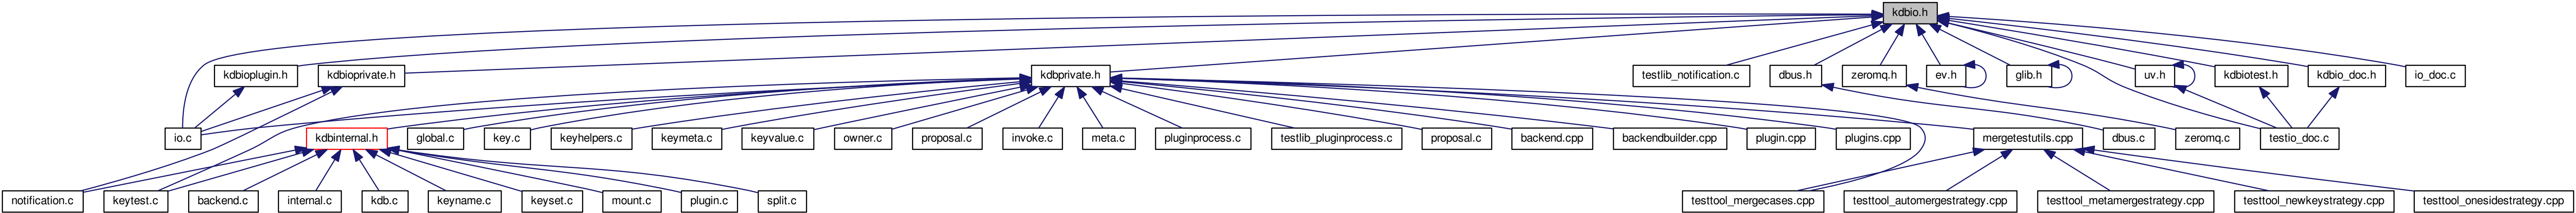 kdbio.h
kdbioplugin.h
kdbioprivate.h
kdbprivate.h
testlib_notification.c
dbus.h
zeromq.h
ev.h
glib.h
uv.h
kdbiotest.h
kdbio_doc.h
io_doc.c
io.c
kdbinternal.h
global.c
key.c
keyhelpers.c
keymeta.c
keyvalue.c
owner.c
proposal.c
invoke.c
meta.c
pluginprocess.c
testlib_pluginprocess.c
proposal.c
backend.cpp
backendbuilder.cpp
plugin.cpp
plugins.cpp
mergetestutils.cpp
dbus.c
zeromq.c
testio_doc.c
notification.c
keytest.c
backend.c
internal.c
kdb.c
keyname.c
keyset.c
mount.c
plugin.c
split.c
testtool_mergecases.cpp
testtool_automergestrategy.cpp
testtool_metamergestrategy.cpp
testtool_newkeystrategy.cpp
testtool_onesidestrategy.cpp